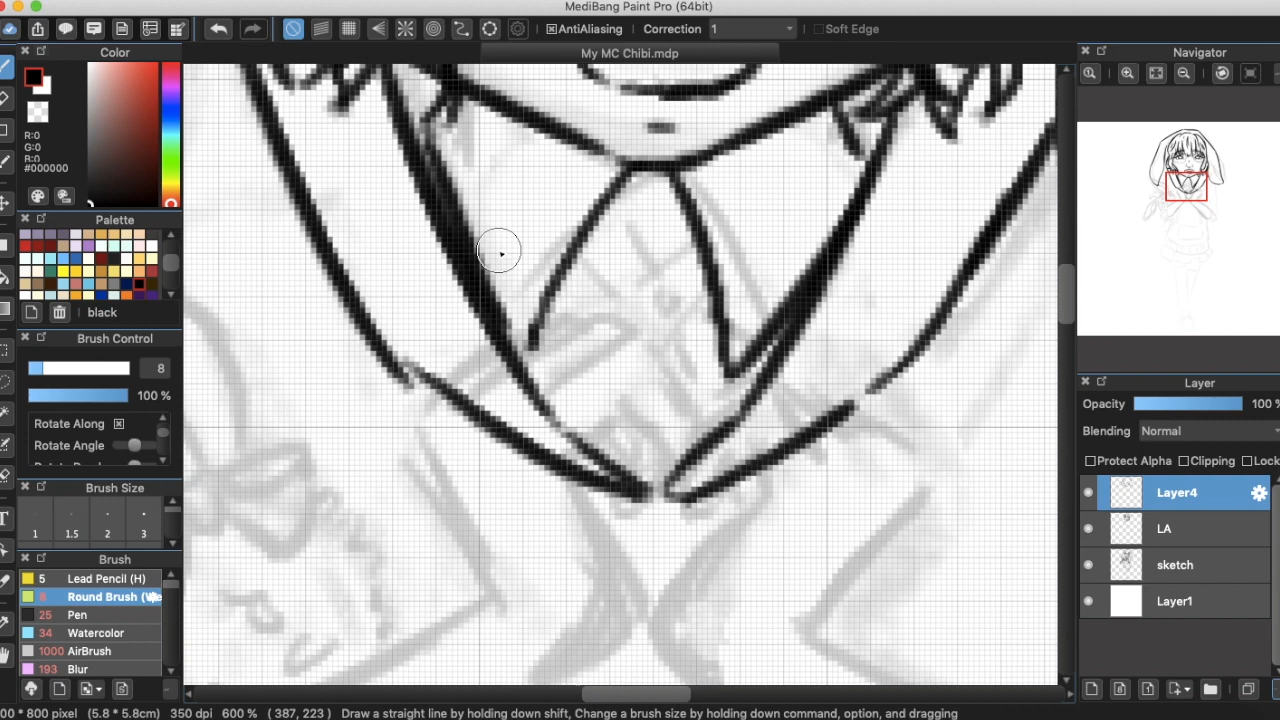 MediBang Paint Pro (64bit)
AntiAliasing Correction 1 Soft Edge
My MC Chibi.mdp
Color
R:0
G:0
B:0
#000000
Palette
black
Brush Control
8
100 %
Rotate Along
Rotate Angle
Brush Size
1 1.5 2 3
Brush
5 Lead Pencil (H)
8 Round Brush (We
25 Pen
34 Watercolor
1000 AirBrush
193 Blur
Navigator
Layer
Opacity 100 %
Blending Normal
Protect Alpha Clipping Lock
Layer4
LA
sketch
Layer1
00 * 800 pixel (5.8 * 5.8cm) 350 dpi 600 % ( 387, 223 ) Draw a straight line by holding down shift, Change a brush size by holding down command, option, and dragging